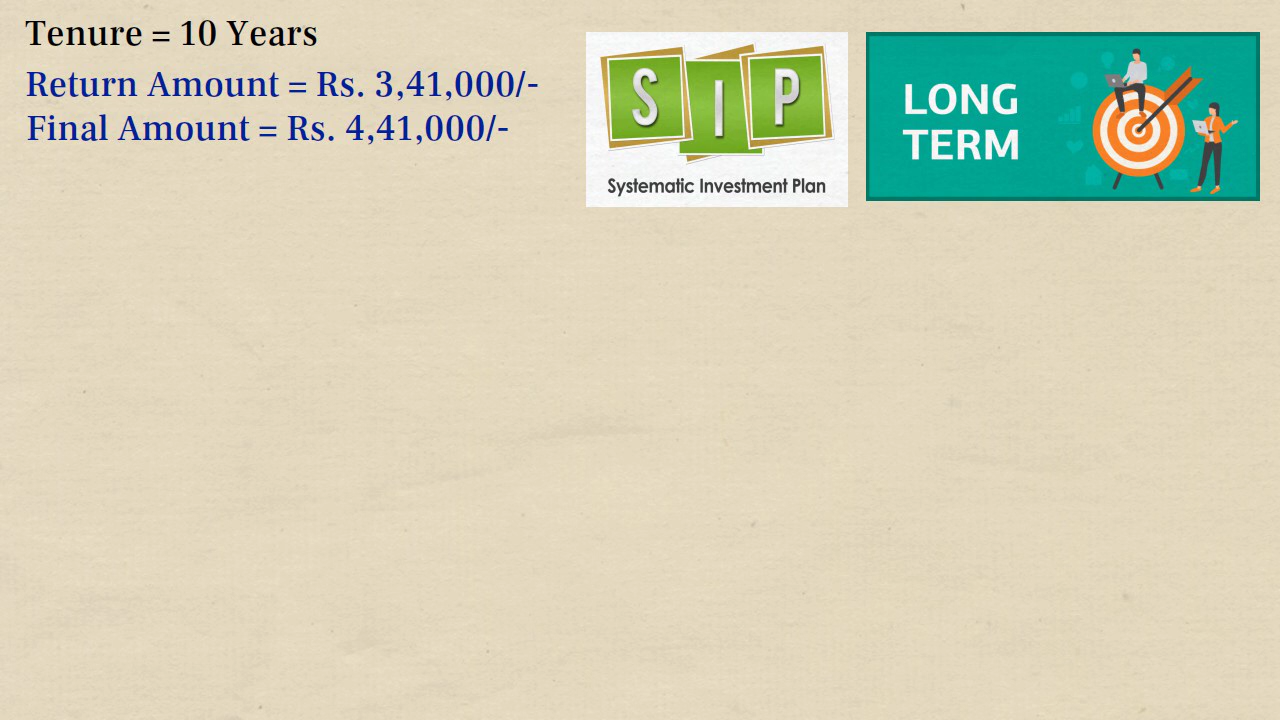 Tenure = 10 Years
Return Amount = Rs. 3,41,000/-
Final Amount = Rs. 4,41,000/-
SIP
Systematic Investment Plan
LONG
TERM